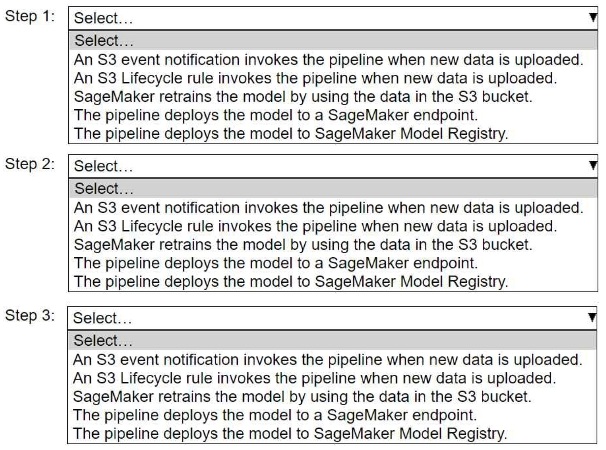 Step 1: Select...
Select...
An S3 event notification invokes the pipeline when new data is uploaded.
An S3 Lifecycle rule invokes the pipeline when new data is uploaded.
SageMaker retrains the model by using the data in the S3 bucket.
The pipeline deploys the model to a SageMaker endpoint.
The pipeline deploys the model to SageMaker Model Registry.
Step 2: Select...
Select...
An S3 event notification invokes the pipeline when new data is uploaded.
An S3 Lifecycle rule invokes the pipeline when new data is uploaded.
SageMaker retrains the model by using the data in the S3 bucket.
The pipeline deploys the model to a SageMaker endpoint.
The pipeline deploys the model to SageMaker Model Registry.
Step 3: Select...
Select...
An S3 event notification invokes the pipeline when new data is uploaded.
An S3 Lifecycle rule invokes the pipeline when new data is uploaded.
SageMaker retrains the model by using the data in the S3 bucket.
The pipeline deploys the model to a SageMaker endpoint.
The pipeline deploys the model to SageMaker Model Registry.